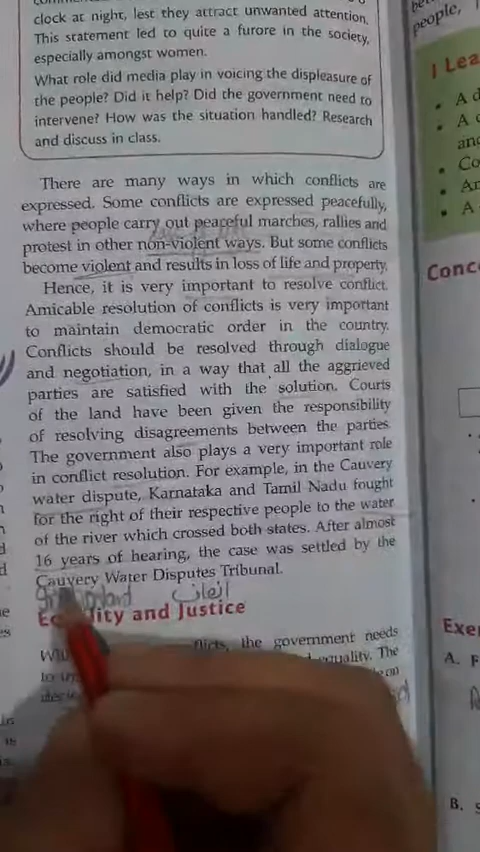 clock at night, lest they attract unwanted attention.
This statement led to quite a furore in the society,
especially amongst women.
What role did media play in voicing the displeasure of
the people? Did it help? Did the government need to
intervene? How was the situation handled? Research
and discuss in class.
There are many ways in which conflicts are
expressed. Some conflicts are expressed peacefully,
where people carry out peaceful marches, rallies and
protest in other non-violent ways. But some conflicts
become violent and results in loss of life and property.
Hence, it is very important to resolve conflict.
Amicable resolution of conflicts is very important
to maintain democratic order in the country.
Conflicts should be resolved through dialogue
and negotiation, in a way that all the aggrieved
parties are satisfied with the solution. Courts
of the land have been given the responsibility
of resolving disagreements between the parties.
The government also plays a very important role
in conflict resolution. For example, in the Cauvery
water dispute, Karnataka and Tamil Nadu fought
for the right of their respective people to the water
of the river which crossed both states. After almost
16 years of hearing, the case was settled by the
Cauvery Water Disputes Tribunal.
انصاف
Equality and Justice
the government needs
The
people,
I Lea
A
A
and
Co
A
Conc
Exer
A.
B.